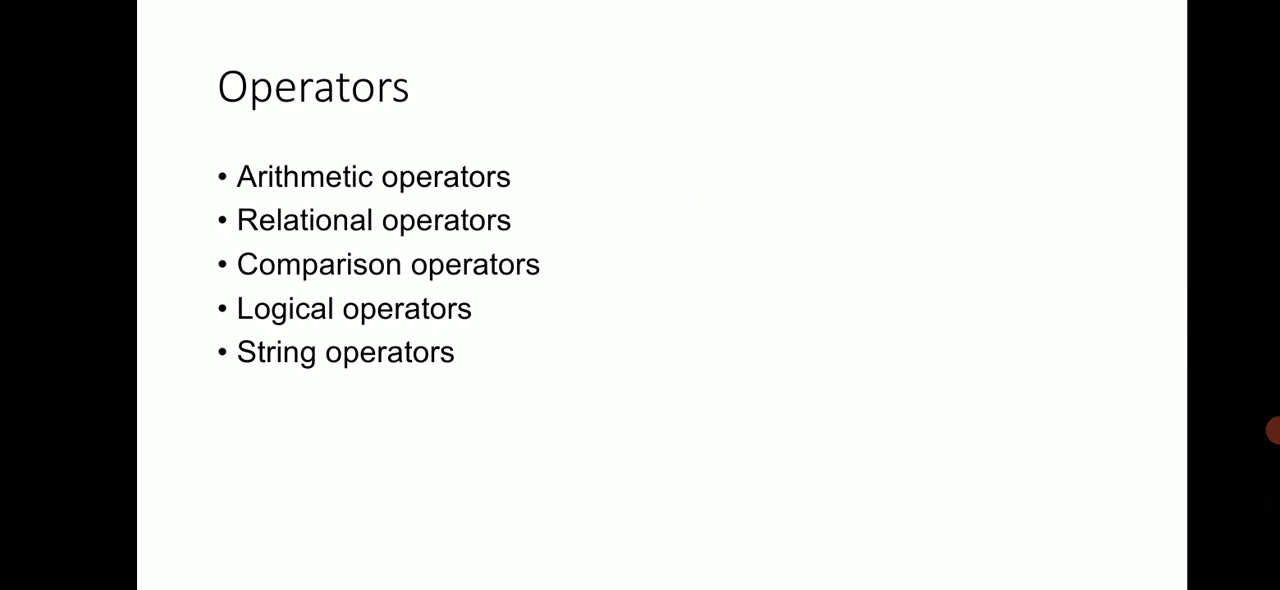 Operators
• Arithmetic operators
• Relational operators
• Comparison operators
• Logical operators
• String operators